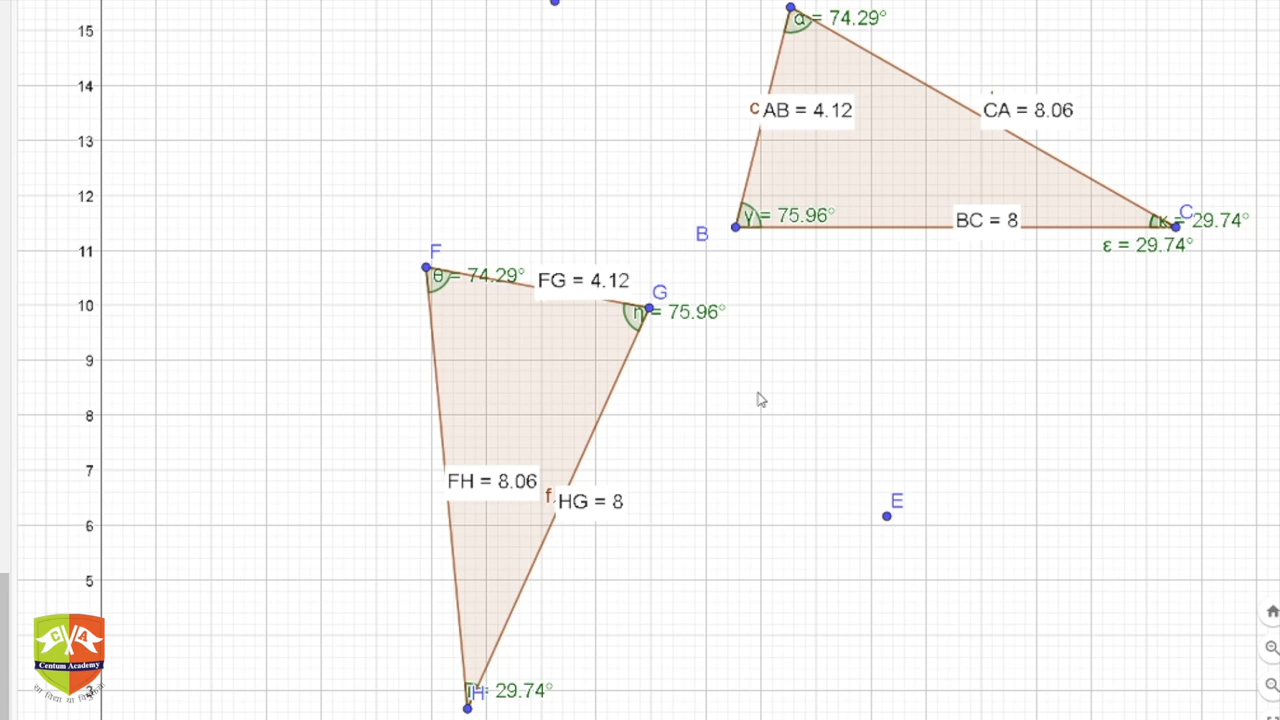 15
α = 74.29°
14
c
AB = 4.12
CA = 8.06
13
12
γ = 75.96°
BC = 8
C
κ = 29.74°
B
ε = 29.74°
11
F
θ = 74.29°
FG = 4.12
G
10
η = 75.96°
9
8
7
FH = 8.06
f
HG = 8
E
6
5
C A
Centum Academy
3
H
= 29.74°